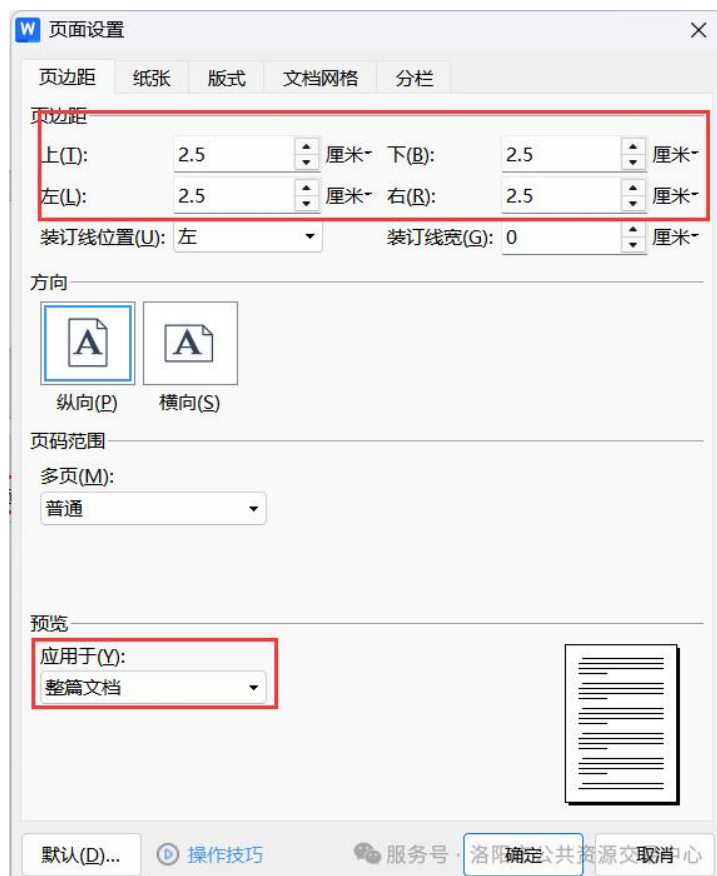 W 页面设置
页边距 纸张 版式 文档网格 分栏
页边距
上(T): 2.5 厘米 下(B): 2.5 厘米
左(L): 2.5 厘米 右(R): 2.5 厘米
装订线位置(U): 左 装订线宽(G): 0 厘米
方向
A A
纵向(P) 横向(S)
页码范围
多页(M):
普通
预览
应用于(Y):
整篇文档
默认(D)... 操作技巧 确定 取消
服务号 · 洛阳市公共资源交易中心